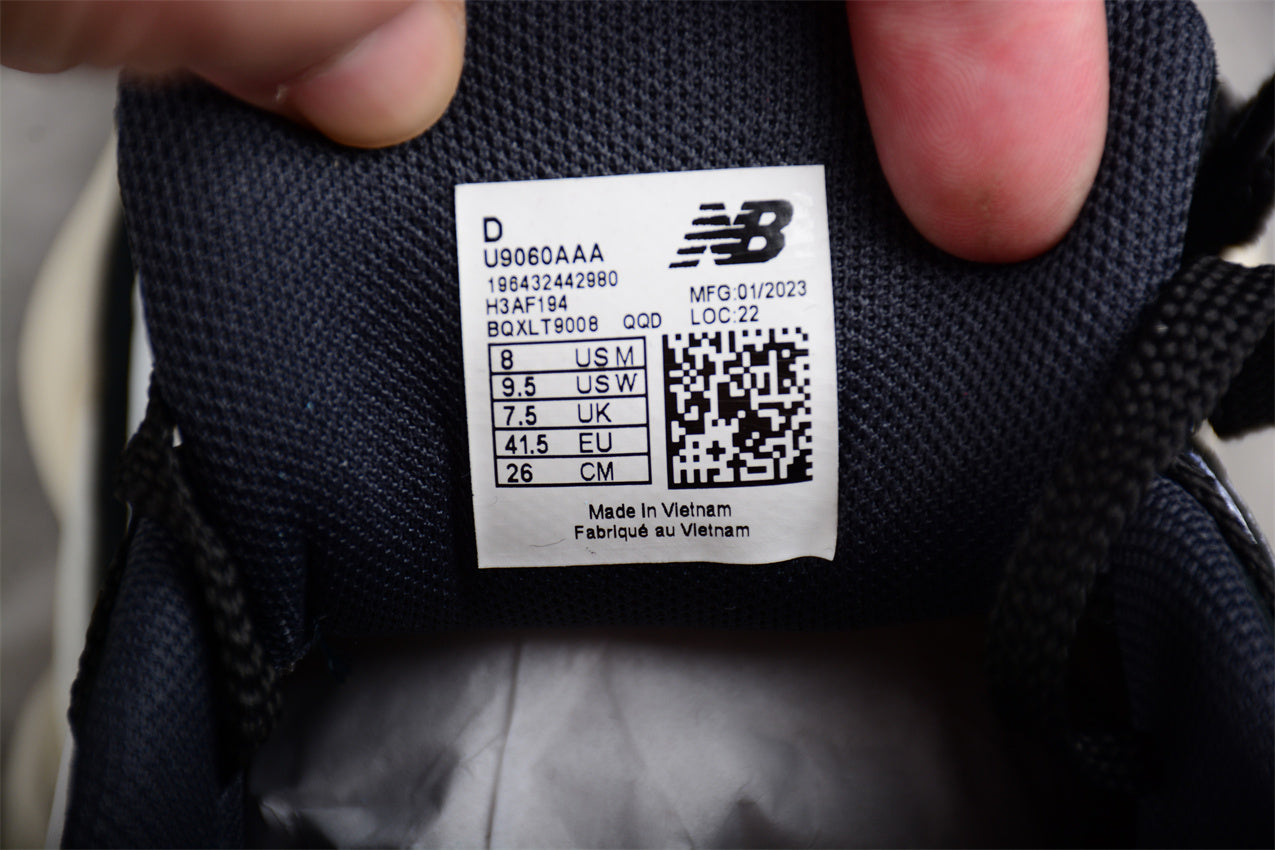 D
NB
U9060AAA
196432442980
H3AF194
MFG:01/2023
BQXLT9008 QQD
LOC:22
8 US M
9.5 US W
7.5 UK
41.5 EU
26 CM
Made In Vietnam
Fabriqué au Vietnam